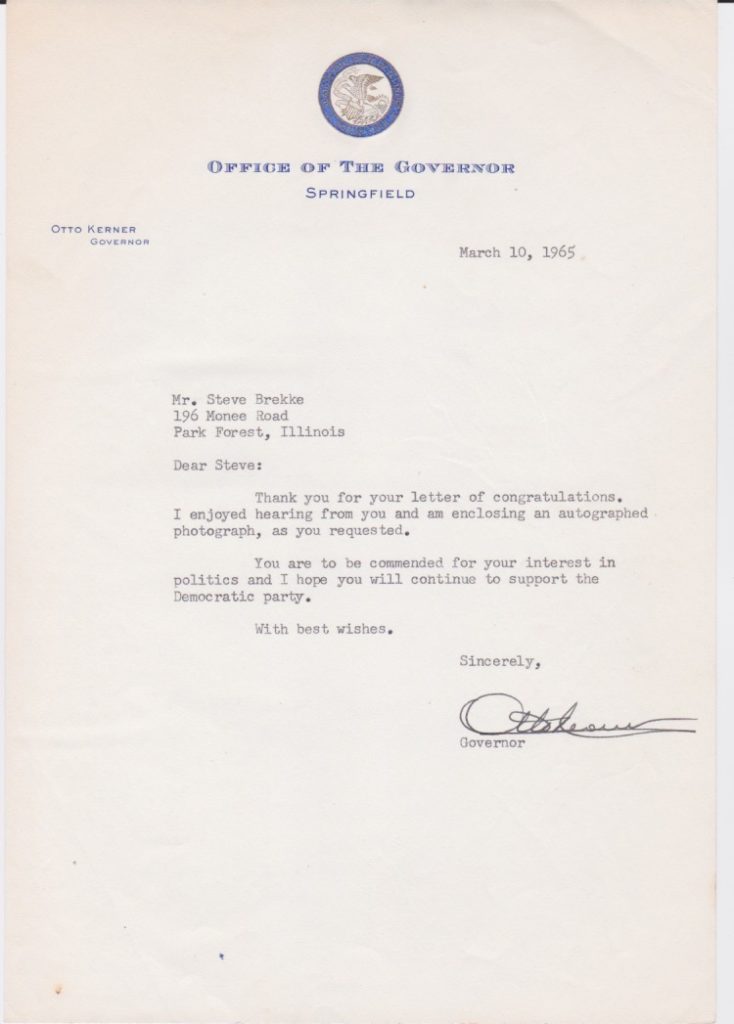 OFFICE OF THE GOVERNOR
SPRINGFIELD
OTTO KERNER
GOVERNOR
March 10, 1965
Mr. Steve Brekke
196 Monee Road
Park Forest, Illinois
Dear Steve:
Thank you for your letter of congratulations.
I enjoyed hearing from you and am enclosing an autographed
photograph, as you requested.
You are to be commended for your interest in
politics and I hope you will continue to support the
Democratic party.
With best wishes.
Sincerely,
Otto Kerner
Governor